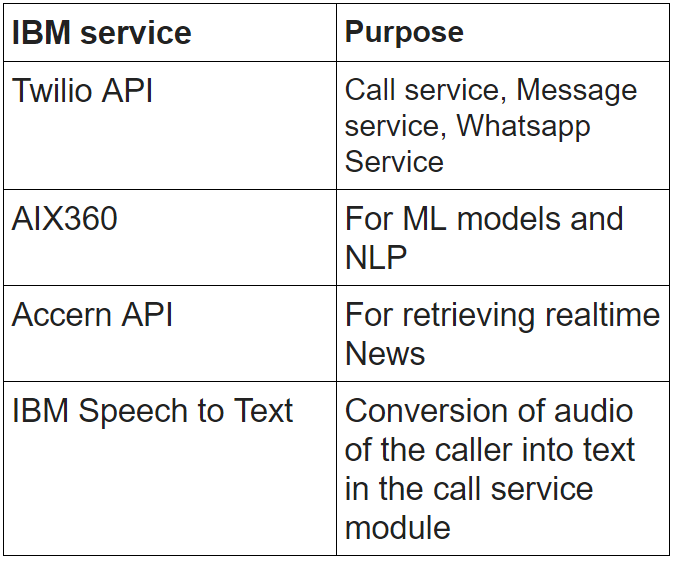 IBM service
Purpose
Twilio API
Call service, Message
service, Whatsapp
Service
AIX360
For ML models and
NLP
Accern API
For retrieving realtime
News
IBM Speech to Text
Conversion of audio
of the caller into text
in the call service
module